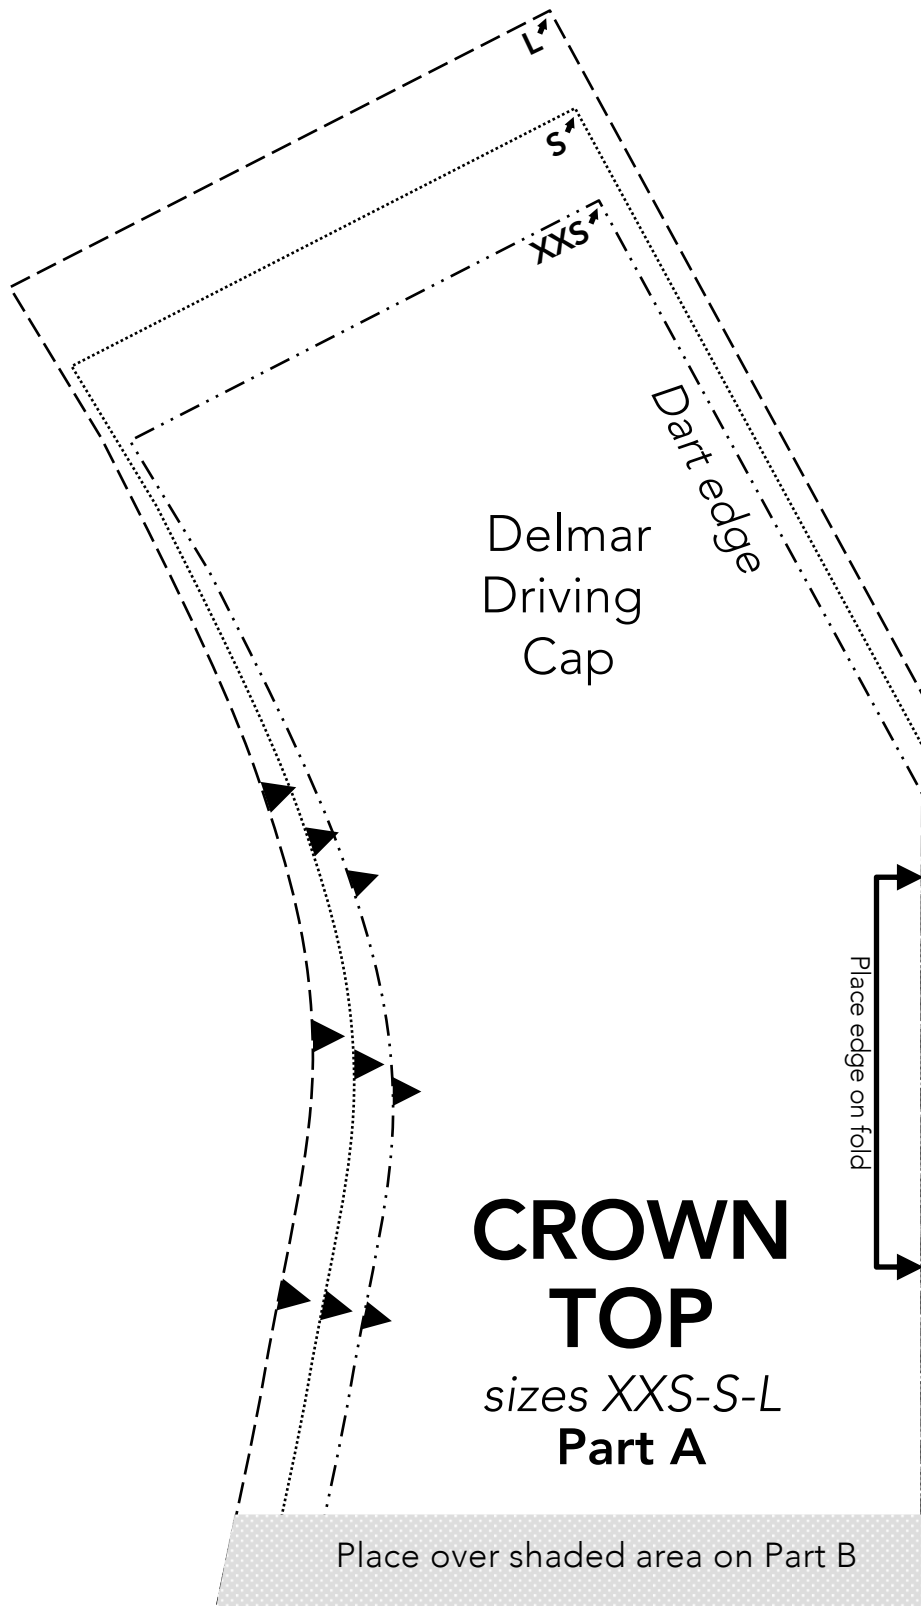 L
S
XXS
Dart edge
Delmar
Driving
Cap
Place edge on fold
CROWN
TOP
sizes XXS-S-L
Part A
Place over shaded area on Part B